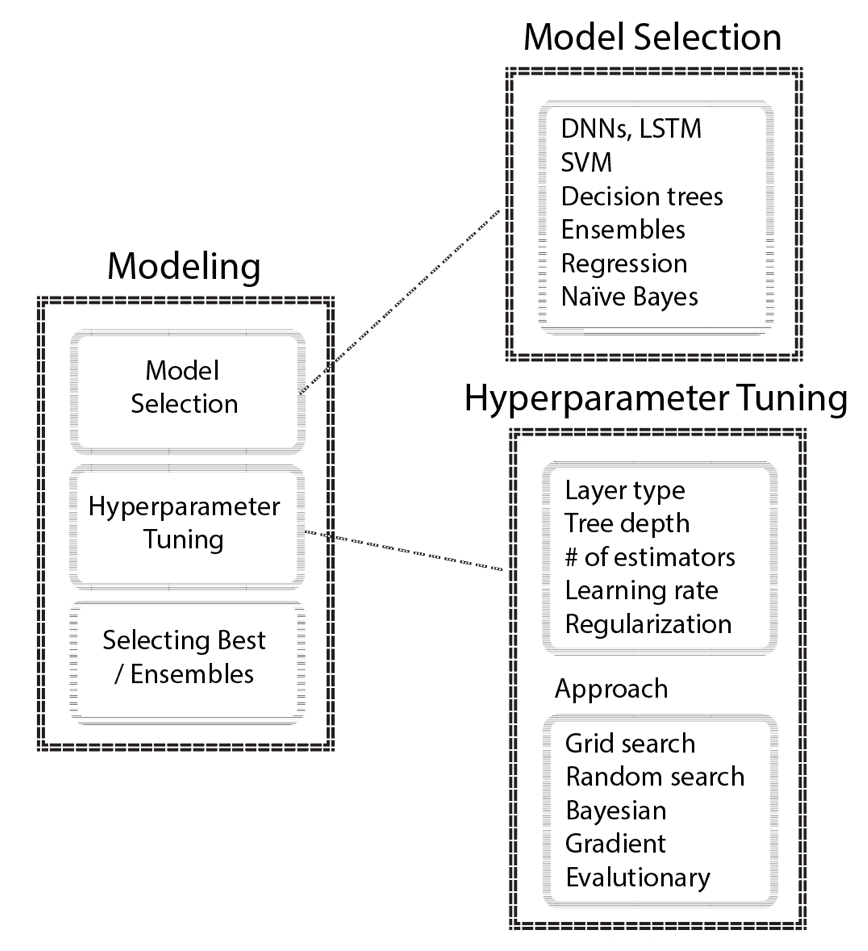 Modeling
Model
Selection
Hyperparameter
Tuning
Selecting Best
/ Ensembles
Model Selection
DNNs, LSTM
SVM
Decision trees
Ensembles
Regression
Naïve Bayes
Hyperparameter Tuning
Layer type
Tree depth
# of estimators
Learning rate
Regularization
Approach
Grid search
Random search
Bayesian
Gradient
Evalutionary